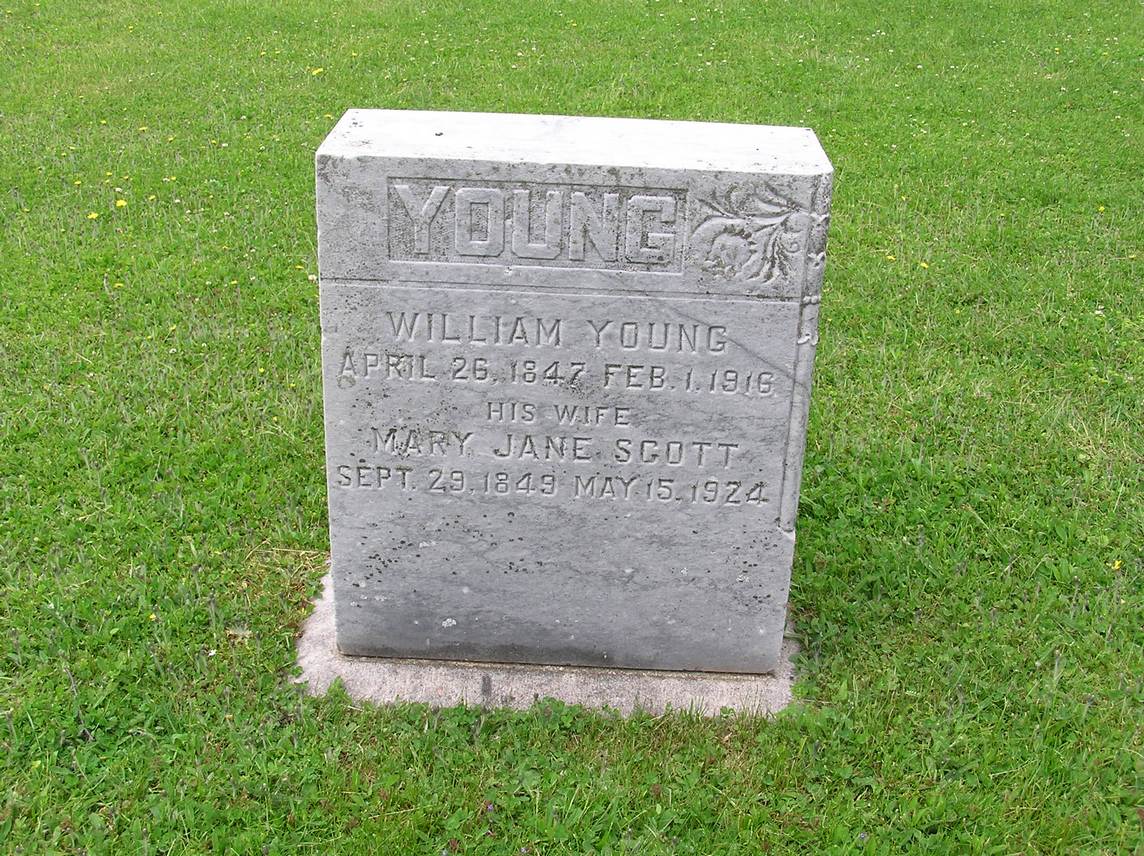 YOUNG
WILLIAM YOUNG
APRIL 26, 1847 FEB. 1, 1916
HIS WIFE
MARY JANE SCOTT
SEPT. 29, 1849 MAY 15, 1924